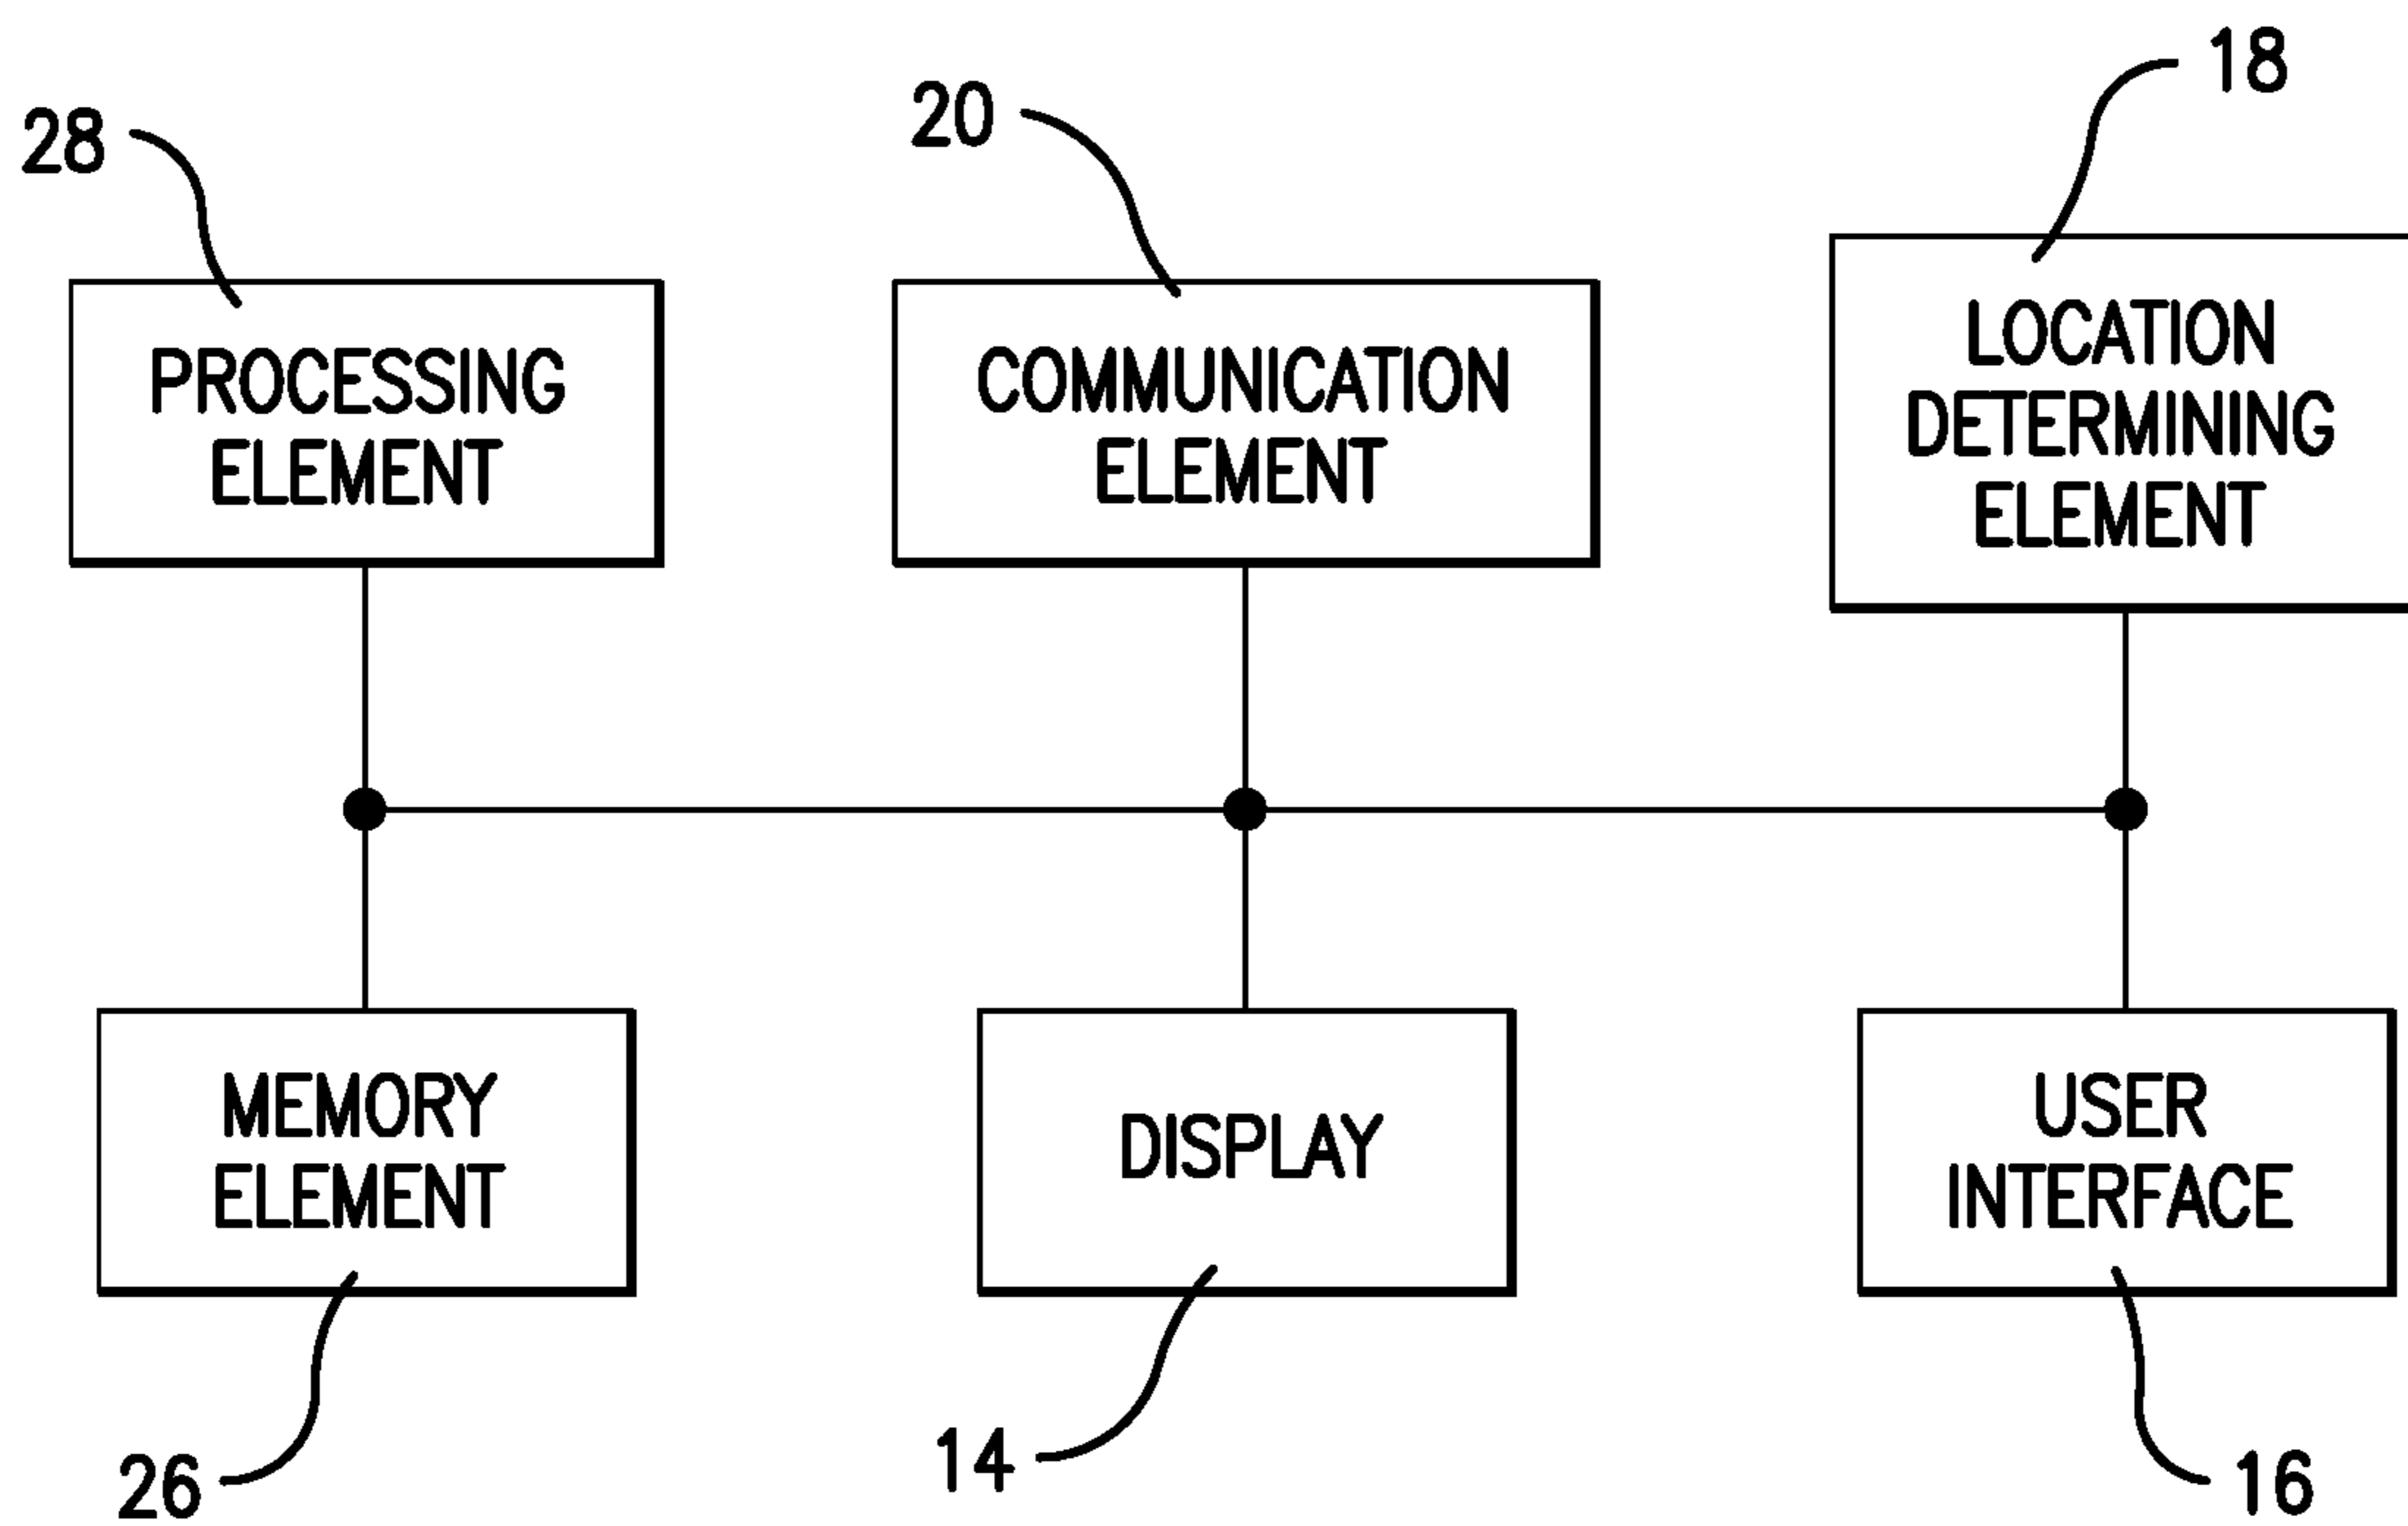 18
20
28
PROCESSING
ELEMENT
COMMUNICATION
ELEMENT
LOCATION
DETERMINING
ELEMENT
MEMORY
ELEMENT
DISPLAY
USER
INTERFACE
26
14
16